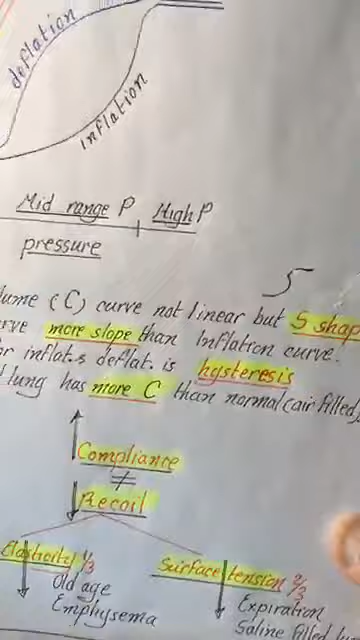 deflation
inflation
Mid range P High P
pressure
lume (C) curve not linear but S shap
rve more slope than Inflation curve.
or inflat. s deflat. is hysteresis
lung has more C than normal (air filled)
Compliance
≠
Recoil
Elasticity 1/3 Surface tension 2/3
Old age Expiration
Emphysema Saline filled